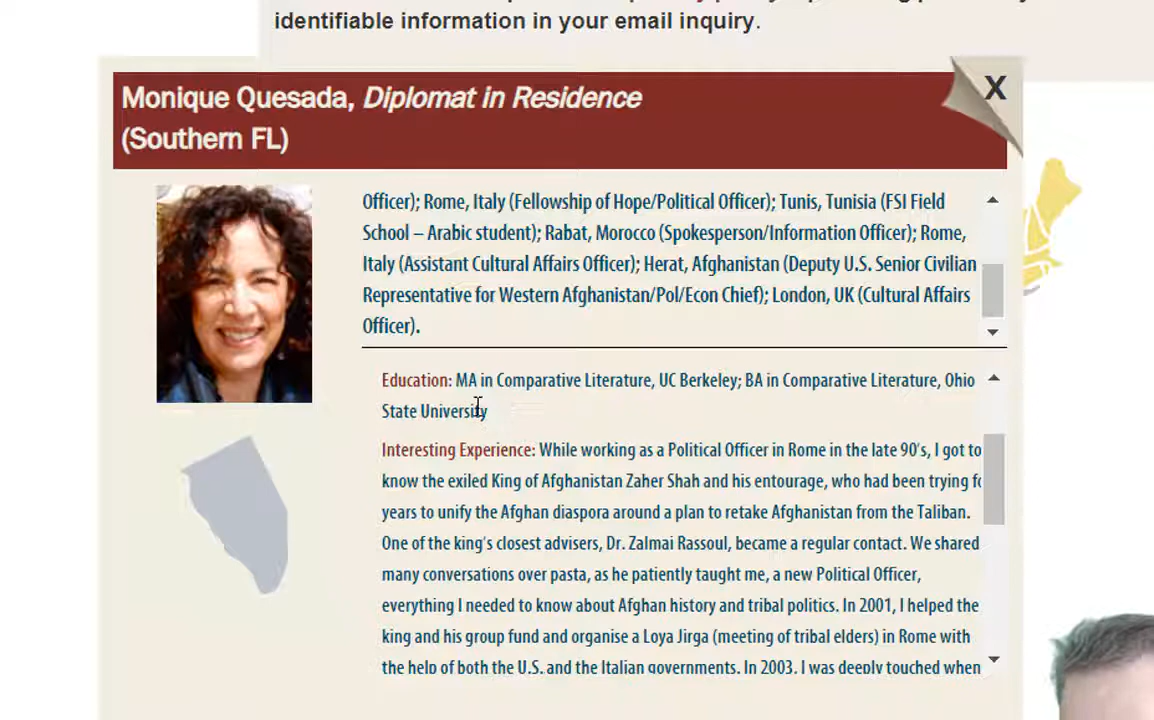 identifiable information in your email inquiry.
Monique Quesada, Diplomat in Residence
(Southern FL)
X
Officer); Rome, Italy (Fellowship of Hope/Political Officer); Tunis, Tunisia (FSI Field
School – Arabic student); Rabat, Morocco (Spokesperson/Information Officer); Rome,
Italy (Assistant Cultural Affairs Officer); Herat, Afghanistan (Deputy U.S. Senior Civilian
Representative for Western Afghanistan/Pol/Econ Chief); London, UK (Cultural Affairs
Officer).
Education: MA in Comparative Literature, UC Berkeley; BA in Comparative Literature, Ohio
State University
Interesting Experience: While working as a Political Officer in Rome in the late 90's, I got to
know the exiled King of Afghanistan Zaher Shah and his entourage, who had been trying fo
years to unify the Afghan diaspora around a plan to retake Afghanistan from the Taliban.
One of the king's closest advisers, Dr. Zalmai Rassoul, became a regular contact. We shared
many conversations over pasta, as he patiently taught me, a new Political Officer,
everything I needed to know about Afghan history and tribal politics. In 2001, I helped the
king and his group fund and organise a Loya Jirga (meeting of tribal elders) in Rome with
the help of both the U.S. and the Italian governments. In 2003, I was deeply touched when